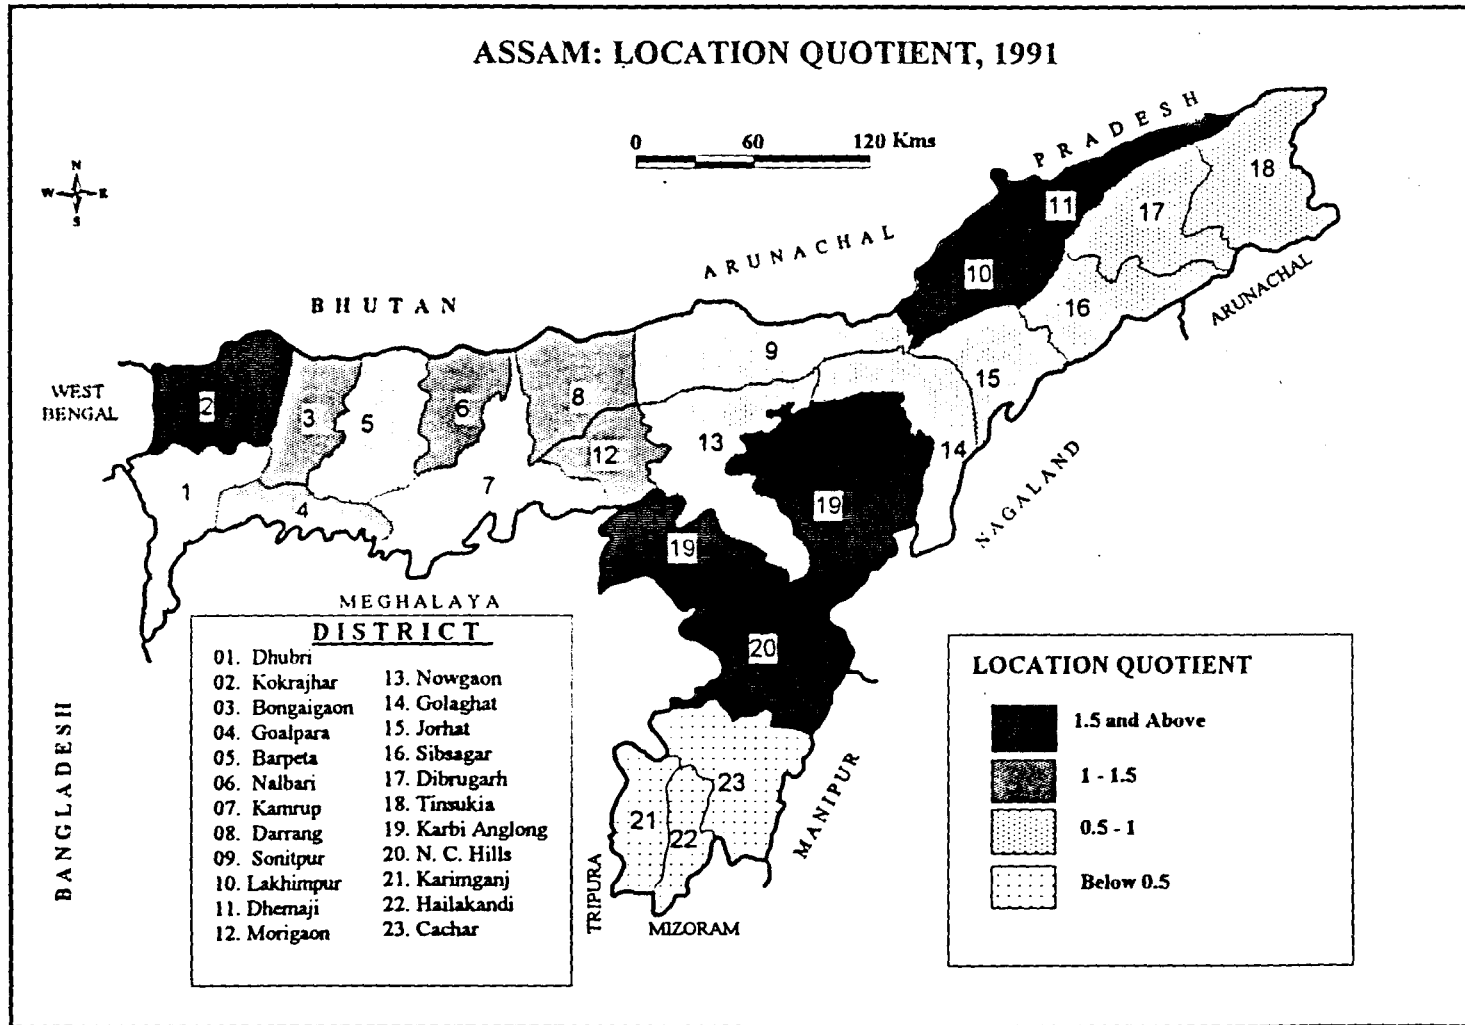 ASSAM: LOCATION QUOTIENT, 1991
0 60 120 Kms
N
W E
S
PRADESH
ARUNACHAL
BHUTAN
ARUNACHAL
WEST
BENGAL
NAGALAND
MEGHALAYA
BANGLADESH
TRIPURA
MIZORAM
MANIPUR
18
17
11
10
16
9
15
2
3
5
6
8
12
13
14
1
4
7
19
19
20
23
21
22
DISTRICT
01. Dhubri
02. Kokrajhar
03. Bongaigaon
04. Goalpara
05. Barpeta
06. Nalbari
07. Kamrup
08. Darrang
09. Sonitpur
10. Lakhimpur
11. Dhemaji
12. Morigaon
13. Nowgaon
14. Golaghat
15. Jorhat
16. Sibsagar
17. Dibrugarh
18. Tinsukia
19. Karbi Anglong
20. N. C. Hills
21. Karimganj
22. Hailakandi
23. Cachar
LOCATION QUOTIENT
1.5 and Above
1 - 1.5
0.5 - 1
Below 0.5